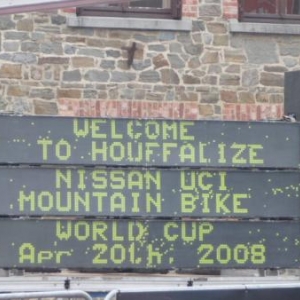 WELCOME
TO HOUFFALIZE
NISSAN UCI
MOUNTAIN BIKE
WORLD CUP
Apr 20th, 2008